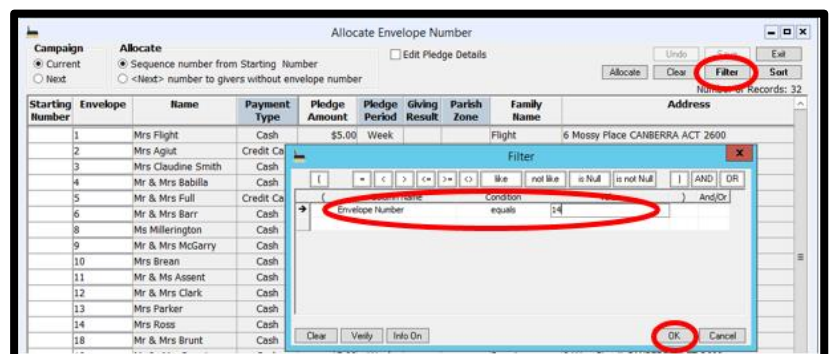 Allocate Envelope Number
Campaign Allocate
Current Sequence number from Starting Number Edit Pledge Details Undo Exit
Next <Next> number to givers without envelope number Allocate Clear Filter Sort
Number of Records: 32
Starting Number Envelope Name Payment Type Pledge Amount Pledge Period Giving Result Parish Zone Family Name Address
1 Mrs Flight Cash $5.00 Week Flight 6 Mossy Place CANBERRA ACT 2600
2 Mrs Agiut Credit Ca
3 Mrs Claudine Smith Cash
4 Mr & Mrs Babilla Cash
5 Mr & Mrs Full Credit Ca
6 Mr & Mrs Barr Cash
8 Ms Millerington Cash
9 Mr & Mrs McGarry Cash
10 Mrs Brean Cash
11 Mr & Ms Assent Cash
12 Mr & Mrs Clark Cash
13 Mrs Parker Cash
14 Mrs Ross Cash
18 Mr & Mrs Brunt Cash
Filter
( = < > <= >= <> like not like is Null is not Null ) AND OR
( Name Condition ) And/Or
Envelope Number equals 14
Clear Verify Info On OK Cancel